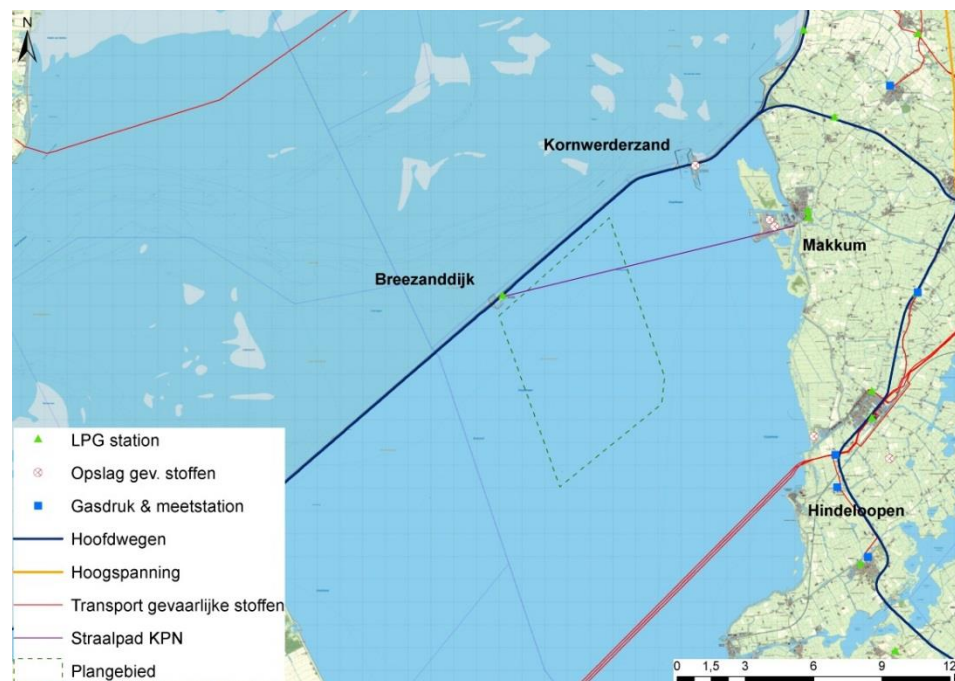 N
Kornwerderzand
Makkum
Breezanddijk
Hindeloopen
LPG station
Opslag gev. stoffen
Gasdruk & meetstation
Hoofdwegen
Hoogspanning
Transport gevaarlijke stoffen
Straalpad KPN
Plangebied
0 1,5 3 6 9 12